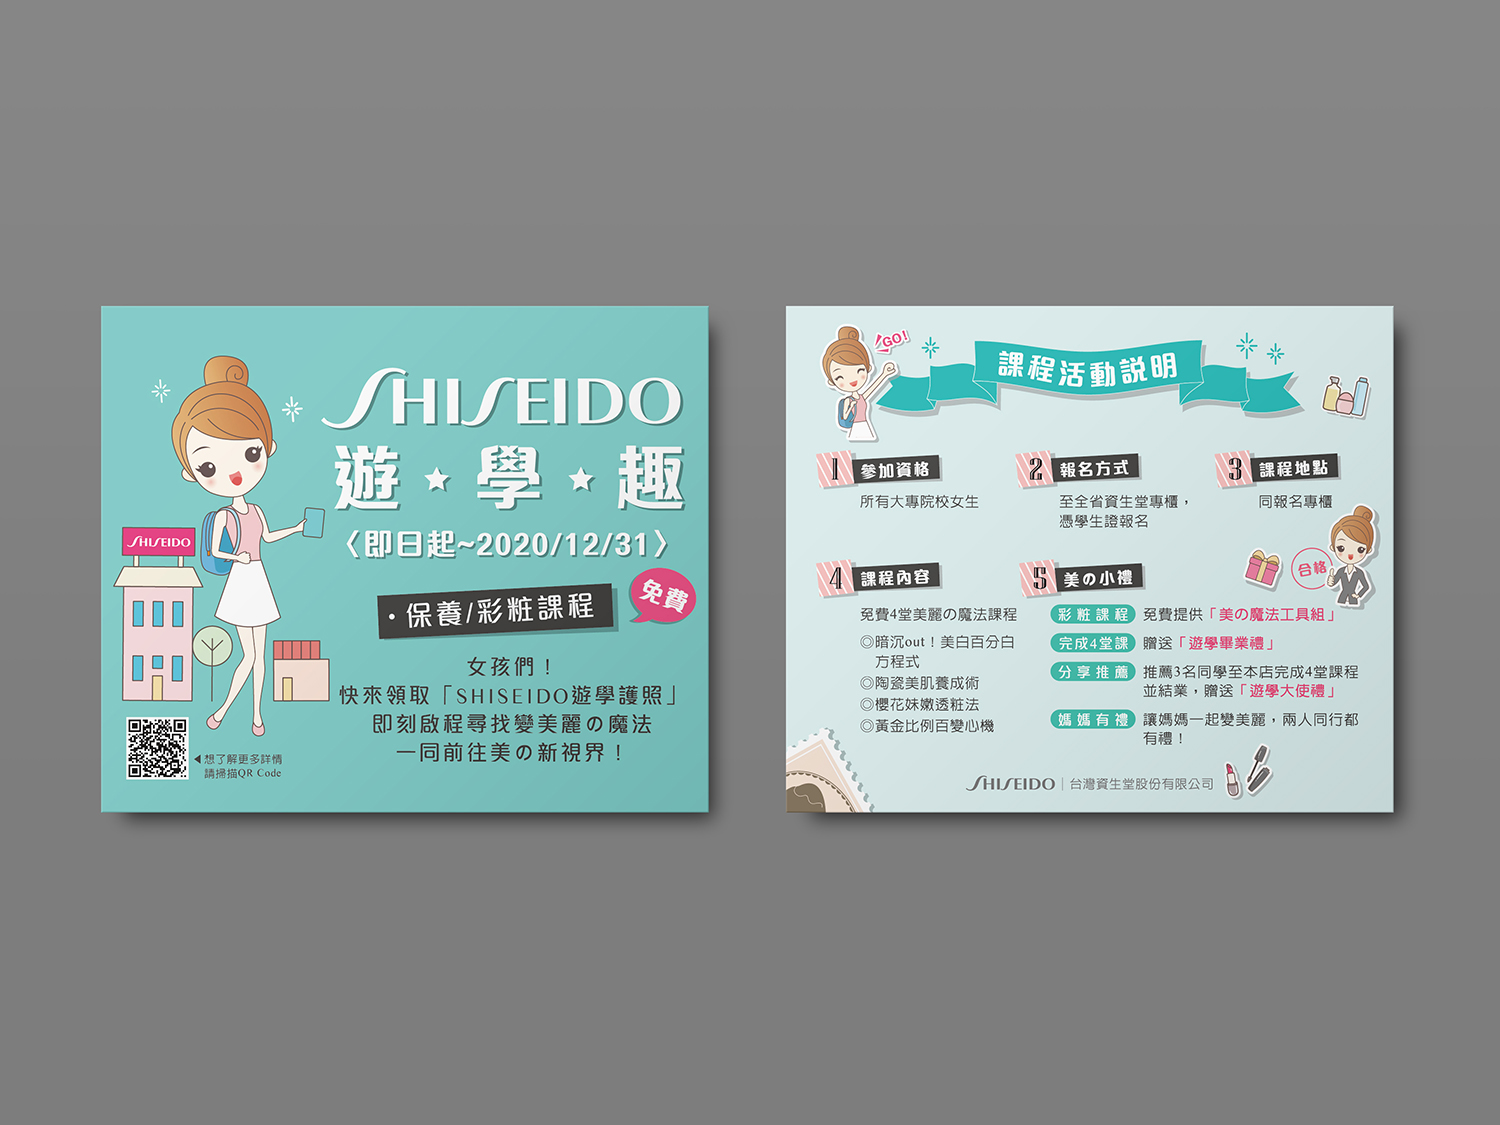 SHISEIDO
遊★學★趣
〈即日起~2020/12/31〉
・保養/彩粧課程
免費
女孩們！
快來領取「SHISEIDO遊學護照」
即刻啟程尋找變美麗の魔法
一同前往美の新視界！
SHISEIDO
◀想了解更多詳情
請掃描QR Code
GO!
課程活動説明
1 參加資格
所有大專院校女生
2 報名方式
至全省資生堂專櫃，
憑學生證報名
3 課程地點
同報名專櫃
4 課程內容
免費4堂美麗の魔法課程
◎暗沉out！美白百分白
方程式
◎陶瓷美肌養成術
◎櫻花妹嫩透粧法
◎黃金比例百變心機
5 美の小禮
合格
彩粧課程 免費提供「美の魔法工具組」
完成4堂課 贈送「遊學畢業禮」
分享推薦 推薦3名同學至本店完成4堂課程
並結業，贈送「遊學大使禮」
媽媽有禮 讓媽媽一起變美麗，兩人同行都
有禮！
SHISEIDO｜台灣資生堂股份有限公司